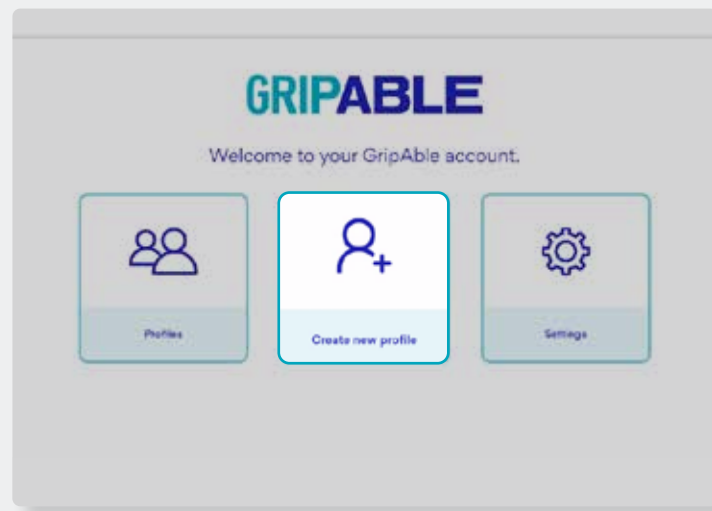 GRIPABLE
Welcome to your GripAble account.
Profiles
Create new profile
Settings